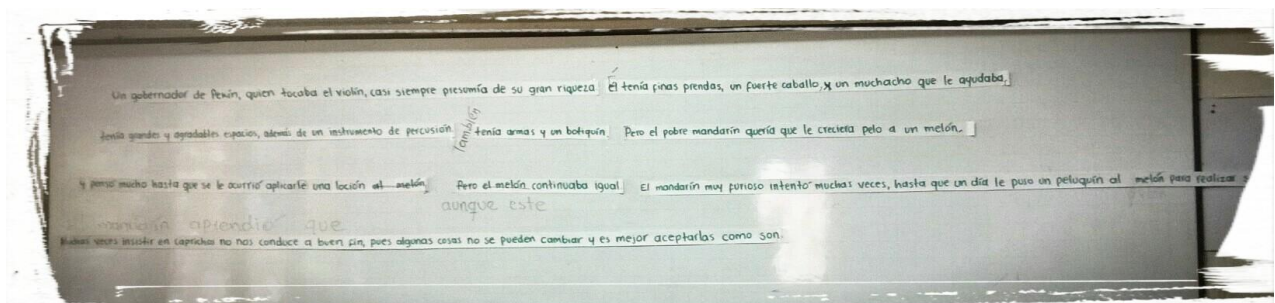 Un gobernador de Pekín, quien tocaba el violín, casi siempre presumía de su gran riqueza él tenía finas prendas, un fuerte caballo, y un muchacho que le ayudaba,
tenía grandes y agradables espacios, además de un instrumento de percusión también tenía armas y un botiquín Pero el pobre mandarín quería que le creciera pelo a un melón.
Y pensó mucho hasta que se le ocurrió aplicarle una loción al melón, Pero el melón continuaba igual El mandarín muy furioso intentó muchas veces, hasta que un día le puso un peluquín al melón para realizar
aunque este
aprendió que
Muchas veces insistir en caprichos no nos conduce a buen fin, pues algunas cosas no se pueden cambiar y es mejor aceptarlas como son.